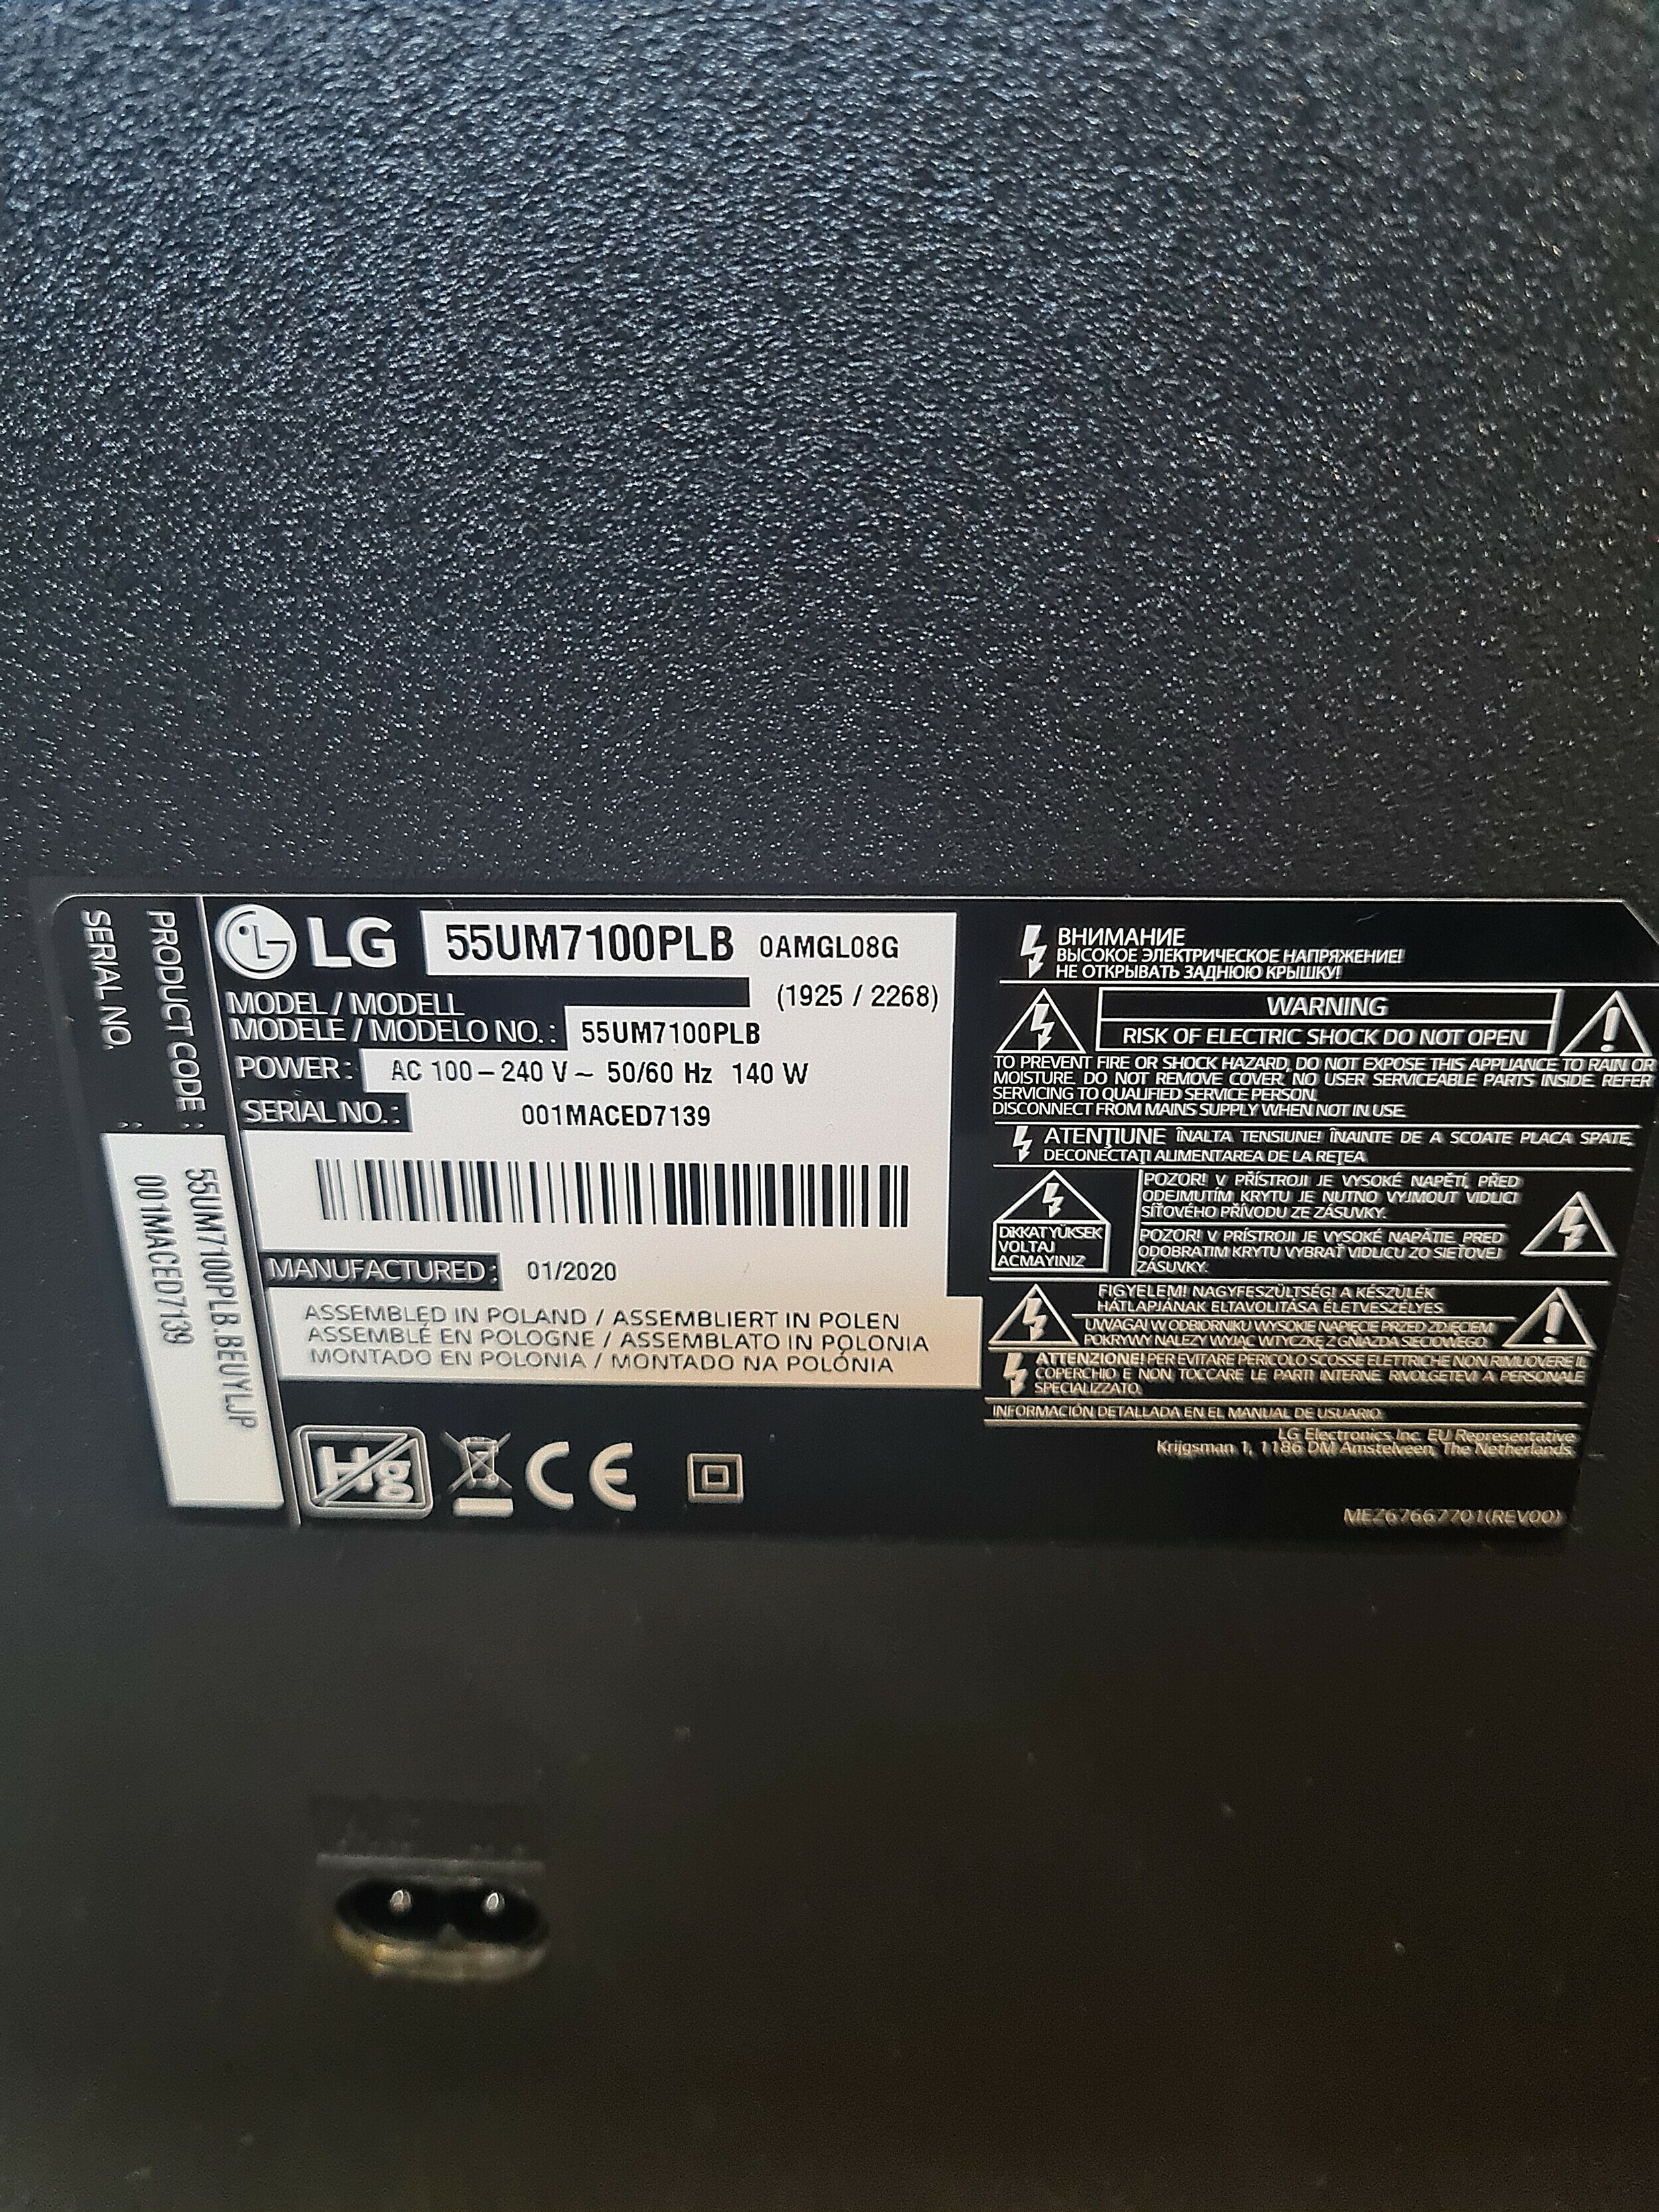 LG 55UM7100PLB 0AMGL08G
(1925 / 2268)
MODEL / MODELL
MODELE / MODELO NO. : 55UM7100PLB
POWER : AC 100 – 240 V ~ 50/60 Hz 140 W
SERIAL NO. : 001MACED7139
MANUFACTURED : 01/2020
ASSEMBLED IN POLAND / ASSEMBLIERT IN POLEN
ASSEMBLÉ EN POLOGNE / ASSEMBLATO IN POLONIA
MONTADO EN POLONIA / MONTADO NA POLÓNIA
Hg
CE
PRODUCT CODE : 55UM7100PLB.BEUYLJP
SERIAL NO. : 001MACED7139
ВНИМАНИЕ
ВЫСОКОЕ ЭЛЕКТРИЧЕСКОЕ НАПРЯЖЕНИЕ!
НЕ ОТКРЫВАТЬ ЗАДНЮЮ КРЫШКУ!
WARNING
RISK OF ELECTRIC SHOCK DO NOT OPEN
TO PREVENT FIRE OR SHOCK HAZARD, DO NOT EXPOSE THIS APPLIANCE TO RAIN OR
MOISTURE. DO NOT REMOVE COVER. NO USER SERVICEABLE PARTS INSIDE. REFER
SERVICING TO QUALIFIED SERVICE PERSON.
DISCONNECT FROM MAINS SUPPLY WHEN NOT IN USE.
ATENŢIUNE ÎNALTA TENSIUNE! ÎNAINTE DE A SCOATE PLACA SPATE,
DECONECTAŢI ALIMENTAREA DE LA REŢEA
DİKKAT YÜKSEK
VOLTAJ
ACMAYINIZ
POZOR! V PŘÍSTROJI JE VYSOKÉ NAPĚTÍ, PŘED
ODEJMUTÍM KRYTU JE NUTNO VYJMOUT VIDLICI
SÍŤOVÉHO PŘÍVODU ZE ZÁSUVKY.
POZOR! V PRÍSTROJI JE VYSOKÉ NAPÄTIE. PRED
ODOBRATIM KRYTU VYBRAŤ VIDLICU ZO SIEŤOVEJ
ZÁSUVKY.
FIGYELEM! NAGYFESZÜLTSÉG! A KÉSZÜLÉK
HÁTLAPJÁNAK ELTAVOLITÁSA ÉLETVESZÉLYES.
UWAGA! W ODBIORNIKU WYSOKIE NAPIĘCIE PRZED ZDJĘCIEM
POKRYWY NALEŻY WYJĄĆ WTYCZKĘ Z GNIAZDA SIECIOWEGO.
ATTENZIONE! PER EVITARE PERICOLO SCOSSE ELETTRICHE NON RIMUOVERE IL
COPERCHIO E NON TOCCARE LE PARTI INTERNE. RIVOLGETEVI A PERSONALE
SPECIALIZZATO.
INFORMACIÓN DETALLADA EN EL MANUAL DE USUARIO.
LG Electronics Inc. EU Representative
Krijgsman 1, 1186 DM Amstelveen, The Netherlands
MEZ67667701(REV00)